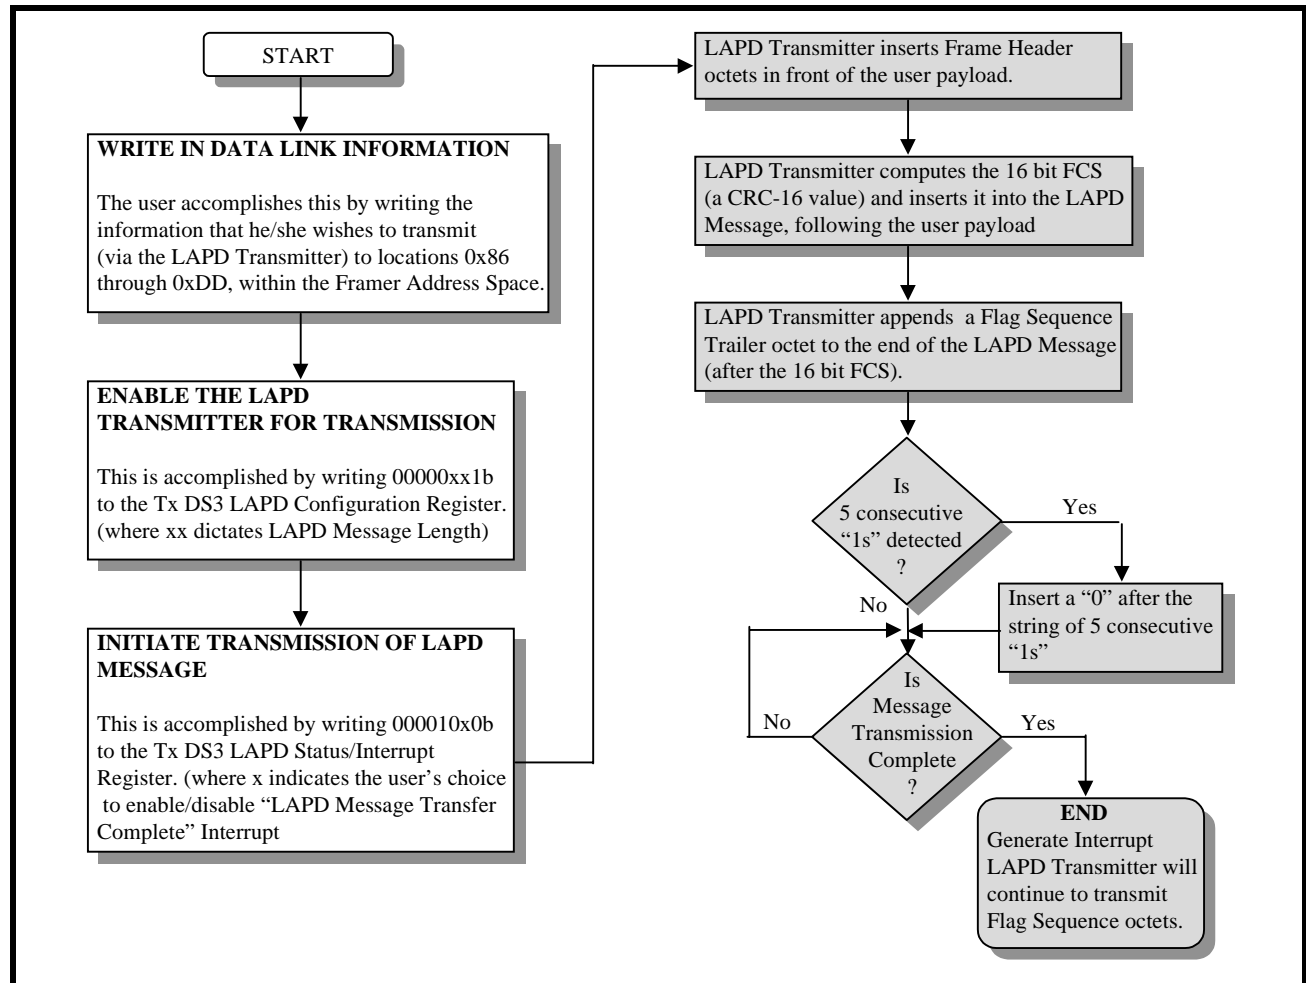 START
WRITE IN DATA LINK INFORMATION
The user accomplishes this by writing the
information that he/she wishes to transmit
(via the LAPD Transmitter) to locations 0x86
through 0xDD, within the Framer Address Space.
ENABLE THE LAPD
TRANSMITTER FOR TRANSMISSION
This is accomplished by writing 00000xx1b
to the Tx DS3 LAPD Configuration Register.
(where xx dictates LAPD Message Length)
INITIATE TRANSMISSION OF LAPD
MESSAGE
This is accomplished by writing 000010x0b
to the Tx DS3 LAPD Status/Interrupt
Register. (where x indicates the user’s choice
to enable/disable “LAPD Message Transfer
Complete” Interrupt
LAPD Transmitter inserts Frame Header
octets in front of the user payload.
LAPD Transmitter computes the 16 bit FCS
(a CRC-16 value) and inserts it into the LAPD
Message, following the user payload
LAPD Transmitter appends a Flag Sequence
Trailer octet to the end of the LAPD Message
(after the 16 bit FCS).
Is
5 consecutive
“1s” detected
?
Yes
No
Insert a “0” after the
string of 5 consecutive
“1s”
Is
Message
Transmission
Complete
?
No
Yes
END
Generate Interrupt
LAPD Transmitter will
continue to transmit
Flag Sequence octets.